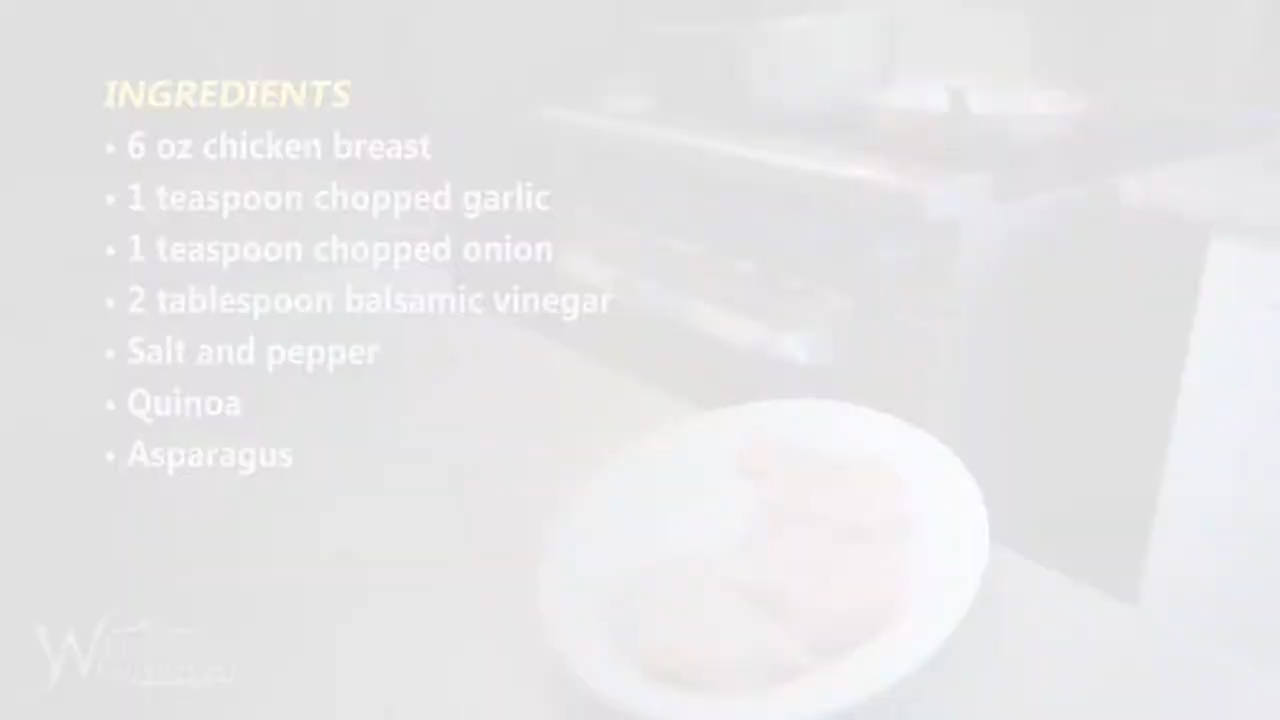 INGREDIENTS
• 6 oz chicken breast
• 1 teaspoon chopped garlic
• 1 teaspoon chopped onion
• 2 tablespoon balsamic vinegar
• Salt and pepper
• Quinoa
• Asparagus